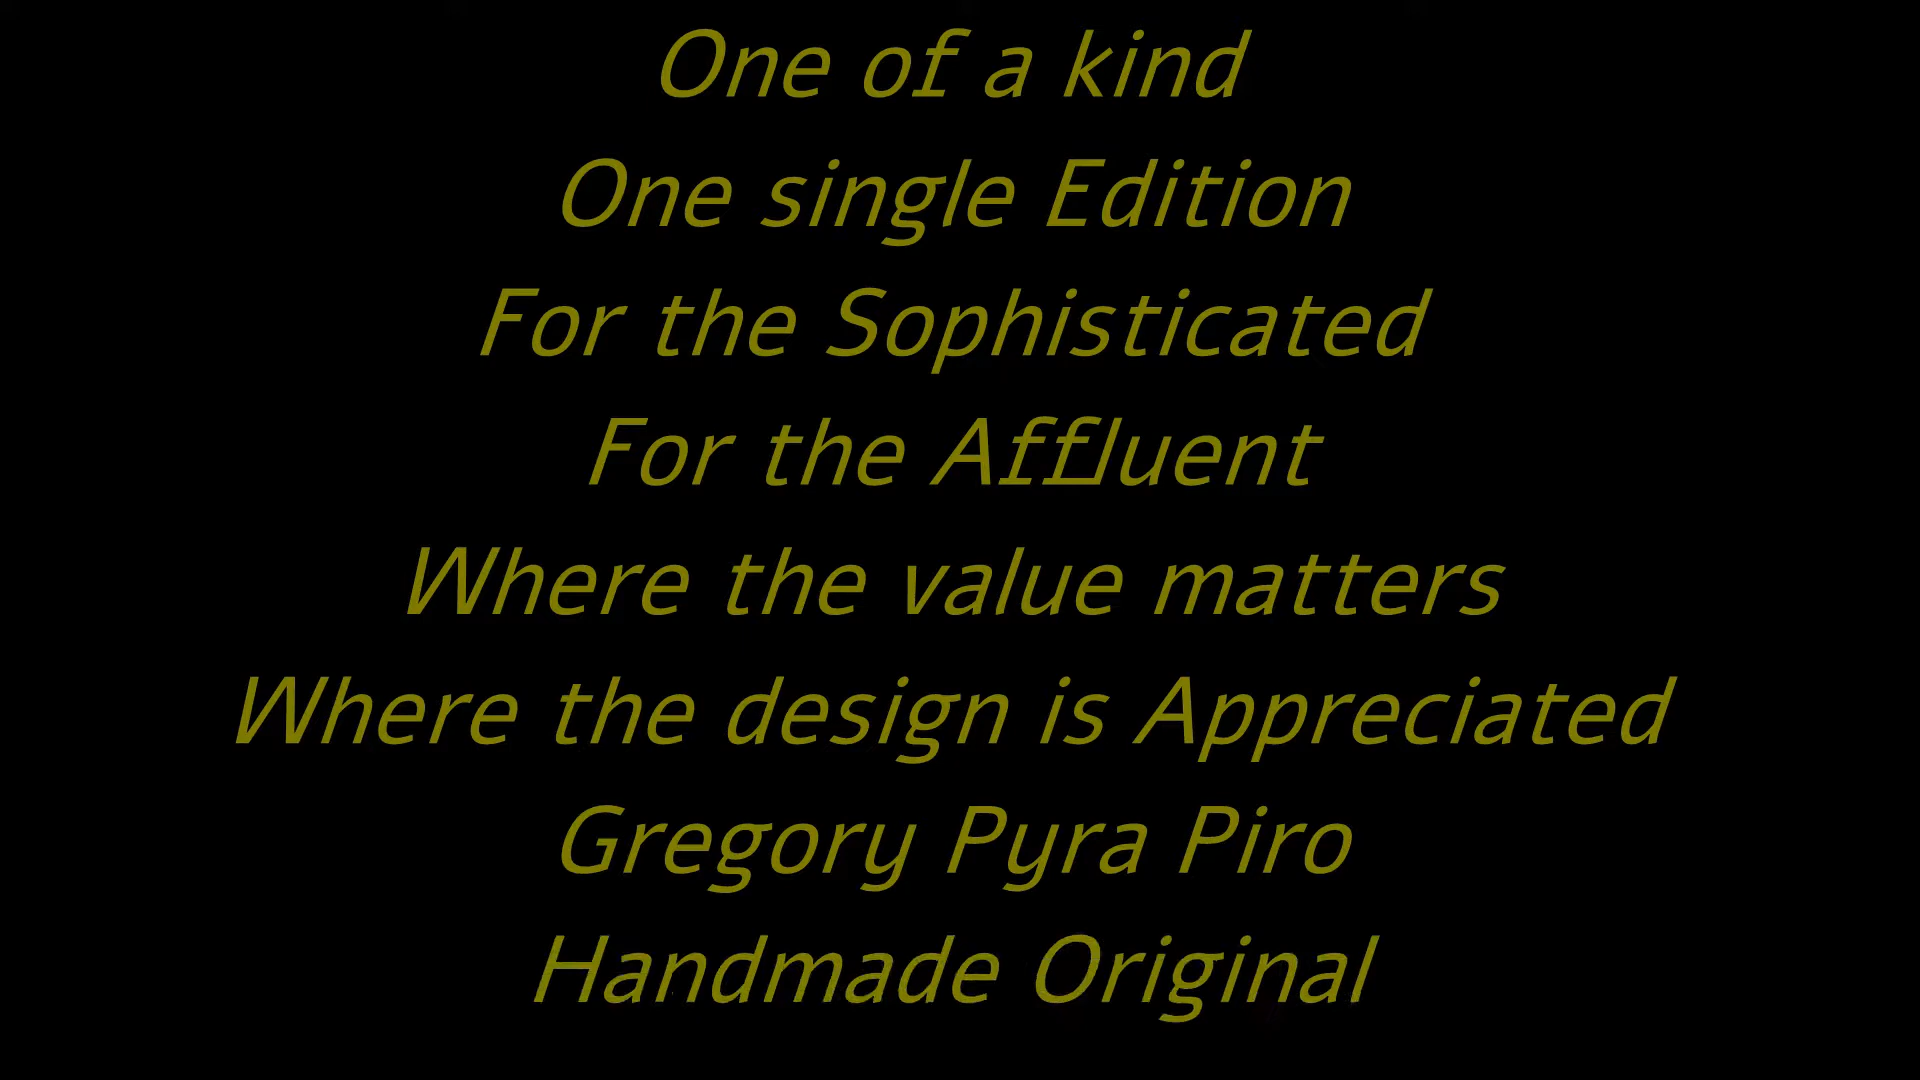 One of a kind
One single Edition
For the Sophisticated
For the Affluent
Where the value matters
Where the design is Appreciated
Gregory Pyra Piro
Handmade Original